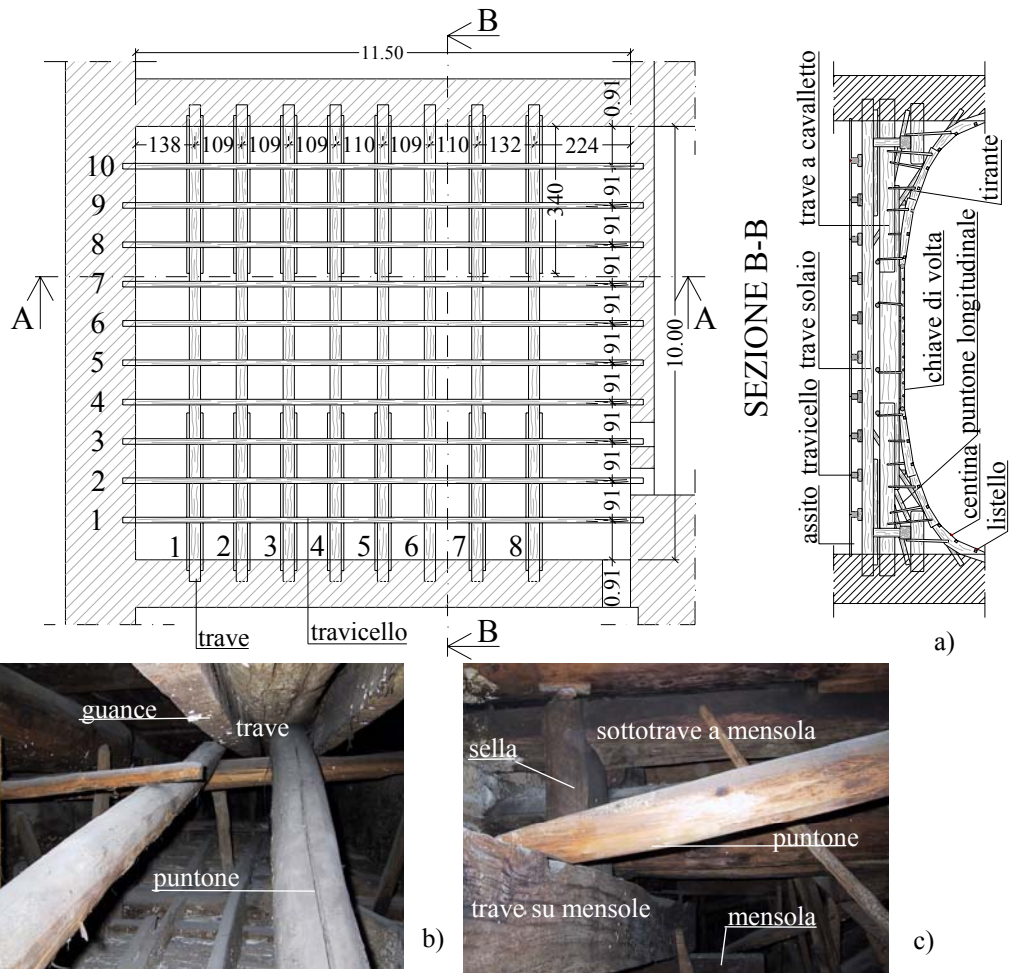 B
11.50
0.91
138 109 109 109 110 109 110 132 224
10
9
8
7
6
5
4
3
2
1
340
91
91
91
91
91
91
91
91
91
91
10.00
0.91
A
A
1 2 3 4 5 6 7 8
trave
travicello
B
SEZIONE B-B
assito
travicello
trave solaio
trave a cavalletto
tirante
chiave di volta
puntone longitudinale
centina
listello
a)
guance
trave
puntone
b)
sottotrave a mensola
sella
puntone
trave su mensole
mensola
c)